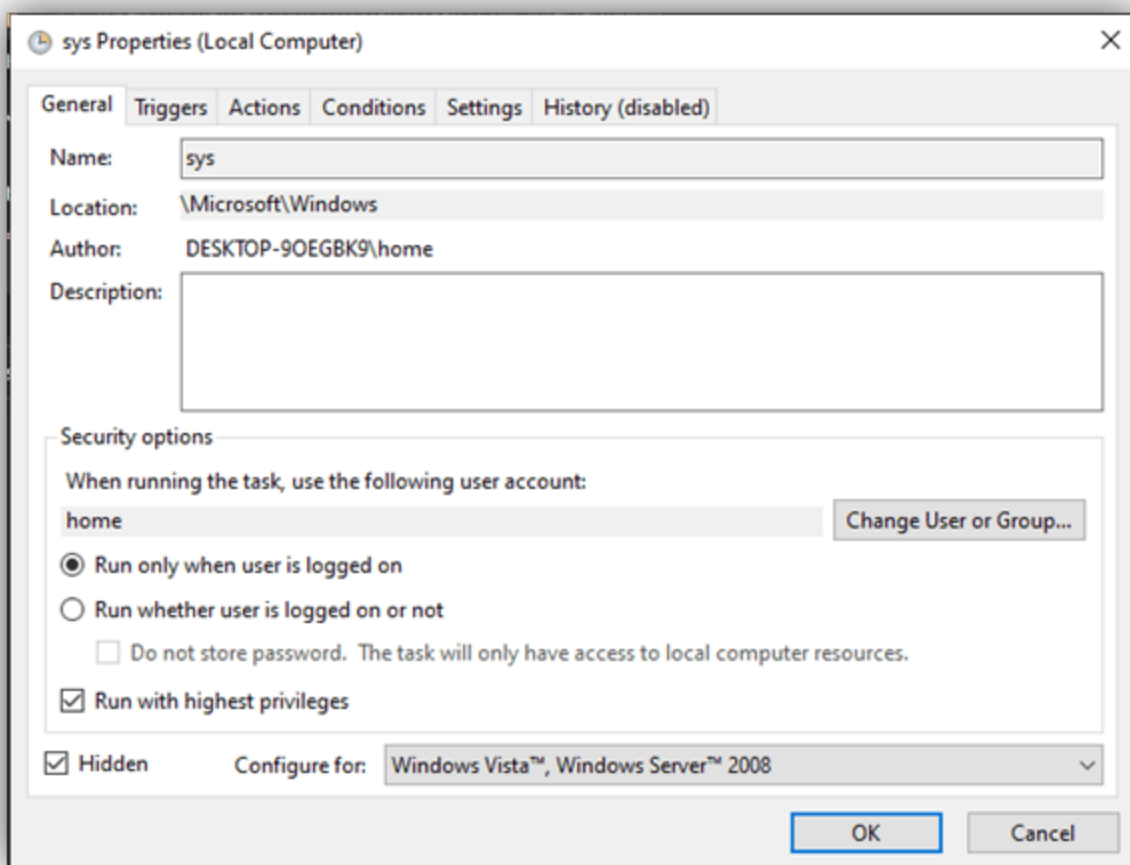 sys Properties (Local Computer)
General Triggers Actions Conditions Settings History (disabled)
Name: sys
Location: \Microsoft\Windows
Author: DESKTOP-9OEGBK9\home
Description:
Security options
When running the task, use the following user account:
home Change User or Group...
Run only when user is logged on
Run whether user is logged on or not
Do not store password. The task will only have access to local computer resources.
Run with highest privileges
Hidden Configure for: Windows Vista™, Windows Server™ 2008
OK Cancel